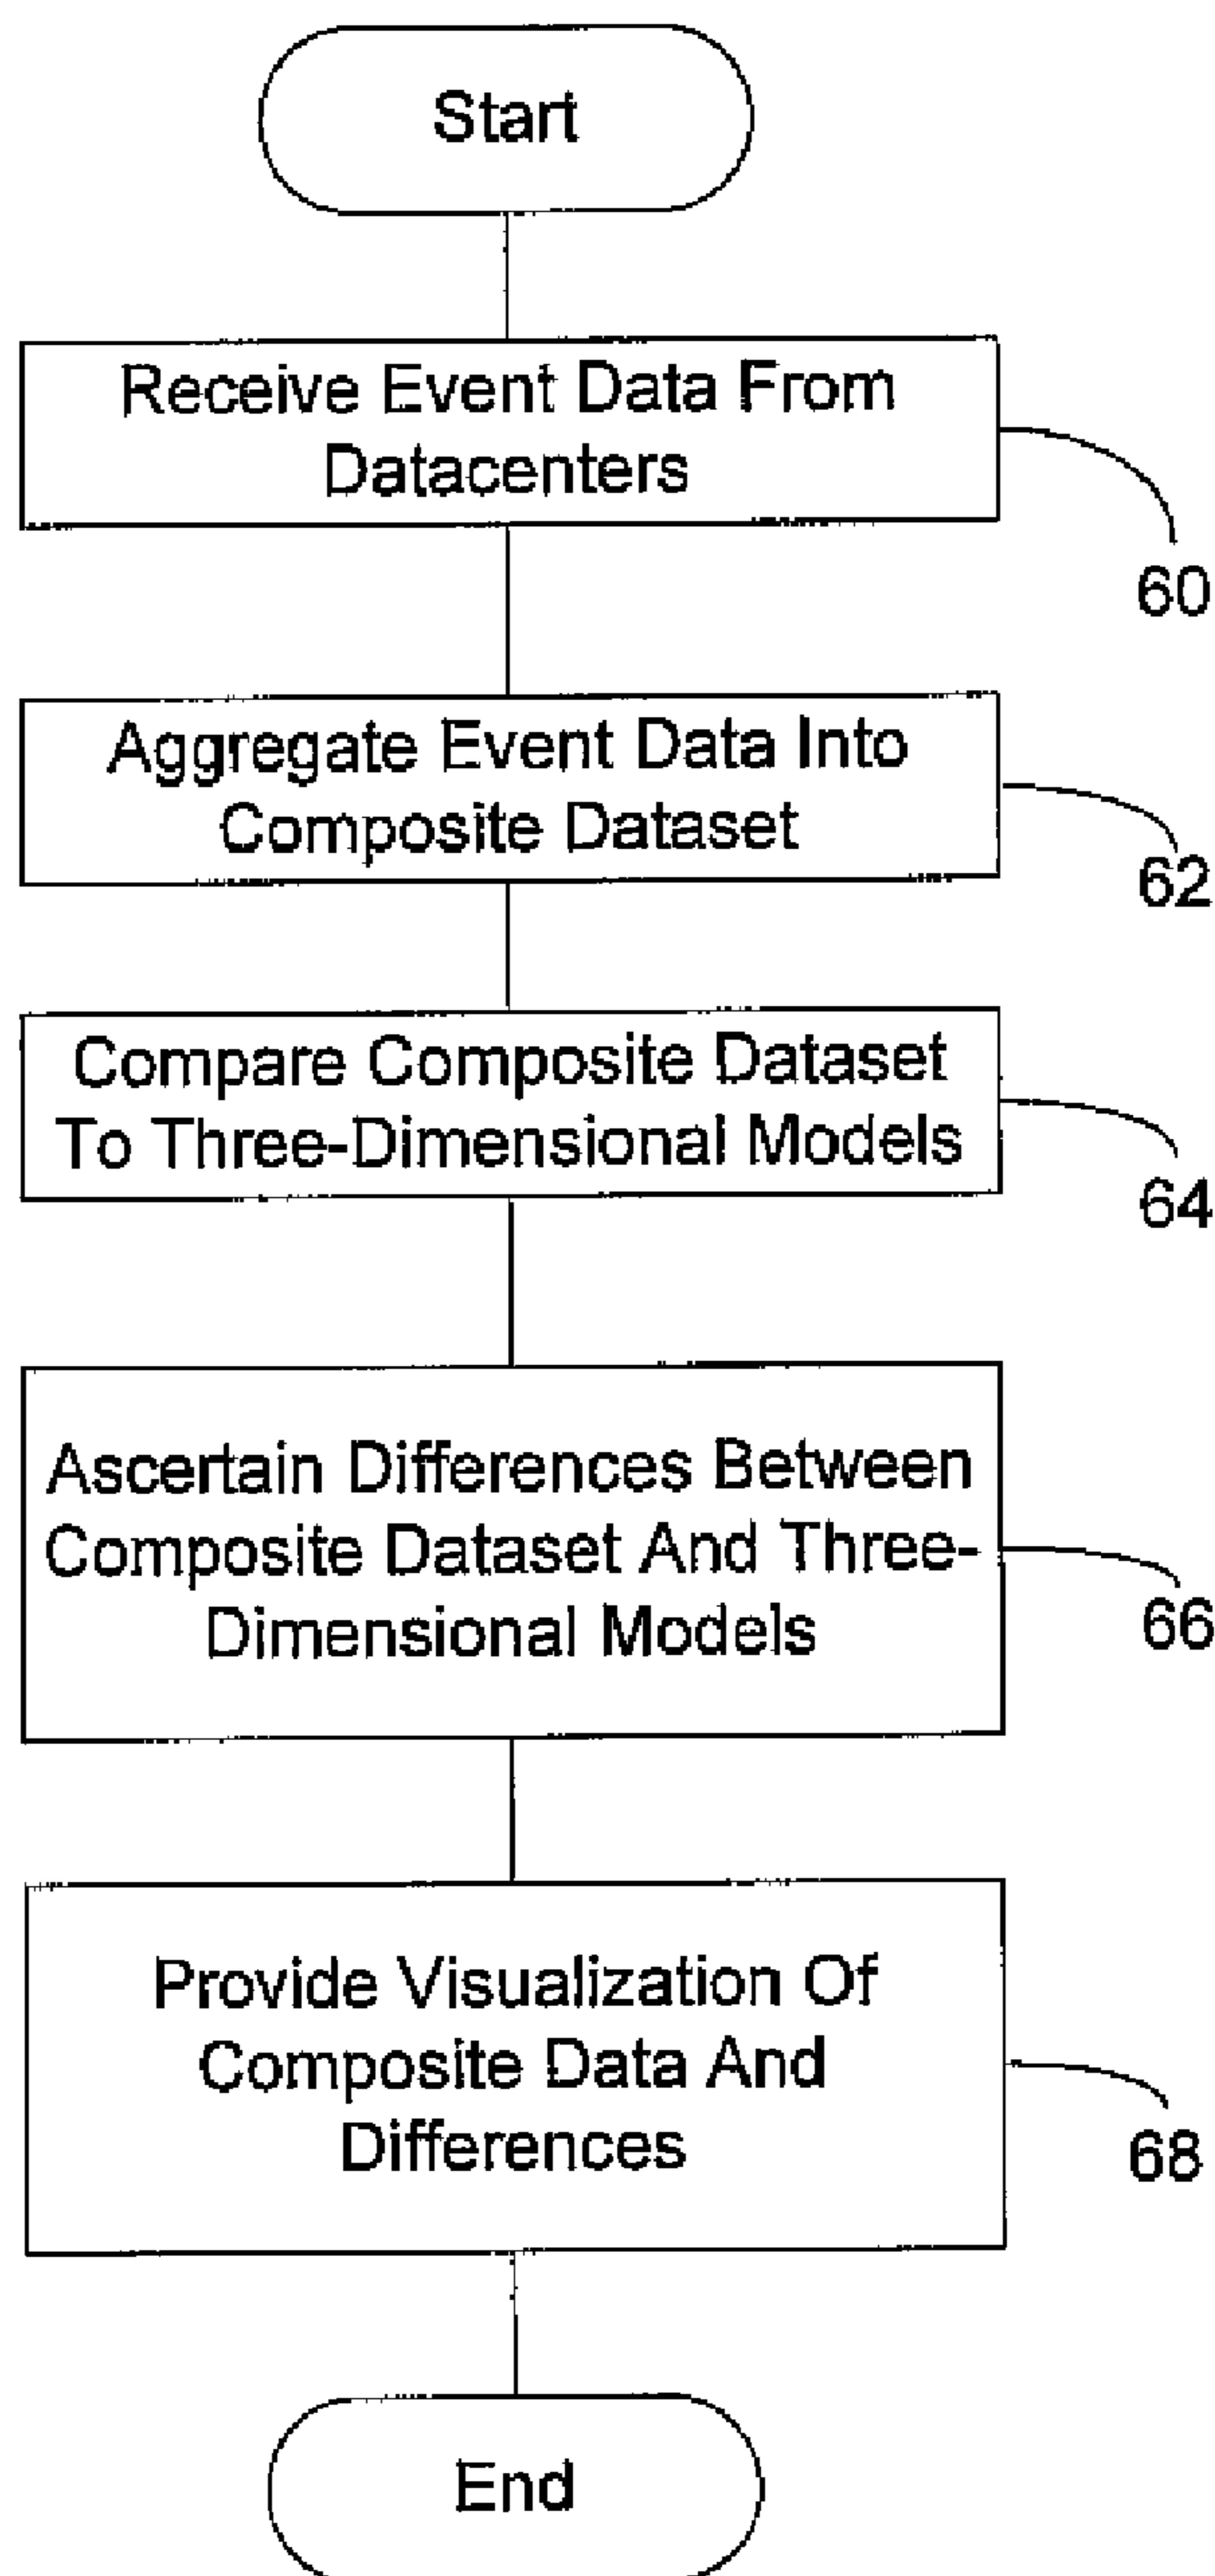 Start
Receive Event Data From
Datacenters
60
Aggregate Event Data Into
Composite Dataset
62
Compare Composite Dataset
To Three-Dimensional Models
64
Ascertain Differences Between
Composite Dataset And Three-
Dimensional Models
66
Provide Visualization Of
Composite Data And
Differences
68
End